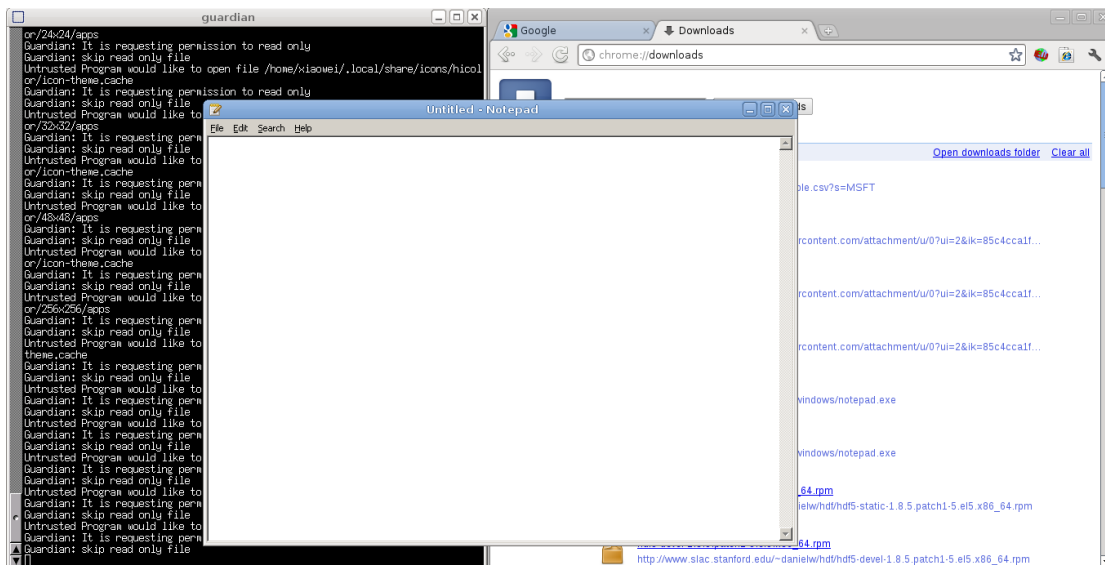 guardian
or/24x24/apps
Guardian: It is requesting permission to read only
Guardian: skip read only file
Untrusted Program would like to open file /home/xiaowei/.local/share/icons/hicol
or/icon-theme.cache
Guardian: It is requesting permission to read only
Guardian: skip read only file
Untrusted Program would like to
or/32x32/apps
Guardian: It is requesting perm
Guardian: skip read only file
Untrusted Program would like to
or/icon-theme.cache
Guardian: It is requesting perm
Guardian: skip read only file
Untrusted Program would like to
or/48x48/apps
Guardian: It is requesting perm
Guardian: skip read only file
Untrusted Program would like to
or/icon-theme.cache
Guardian: It is requesting perm
Guardian: skip read only file
Untrusted Program would like to
or/256x256/apps
Guardian: It is requesting perm
Guardian: skip read only file
Untrusted Program would like to
theme.cache
Guardian: It is requesting perm
Guardian: skip read only file
Untrusted Program would like to
Guardian: It is requesting perm
Guardian: skip read only file
Untrusted Program would like to
Guardian: It is requesting perm
Guardian: skip read only file
Untrusted Program would like to
Guardian: It is requesting perm
Guardian: skip read only file
Untrusted Program would like to
Guardian: It is requesting perm
Guardian: skip read only file
Untrusted Program would like to
Guardian: It is requesting perm
Guardian: skip read only file
Untitled - Notepad
File Edit Search Help
Google
Downloads
chrome://downloads
ds
Open downloads folder Clear all
ple.csv?s=MSFT
rcontent.com/attachment/u/0?ui=2&ik=85c4cca1f...
rcontent.com/attachment/u/0?ui=2&ik=85c4cca1f...
rcontent.com/attachment/u/0?ui=2&ik=85c4cca1f...
windows/notepad.exe
windows/notepad.exe
_64.rpm
ielw/hdf/hdf5-static-1.8.5.patch1-5.el5.x86_64.rpm
_64.rpm
http://www.slac.stanford.edu/~danielw/hdf/hdf5-devel-1.8.5.patch1-5.el5.x86_64.rpm